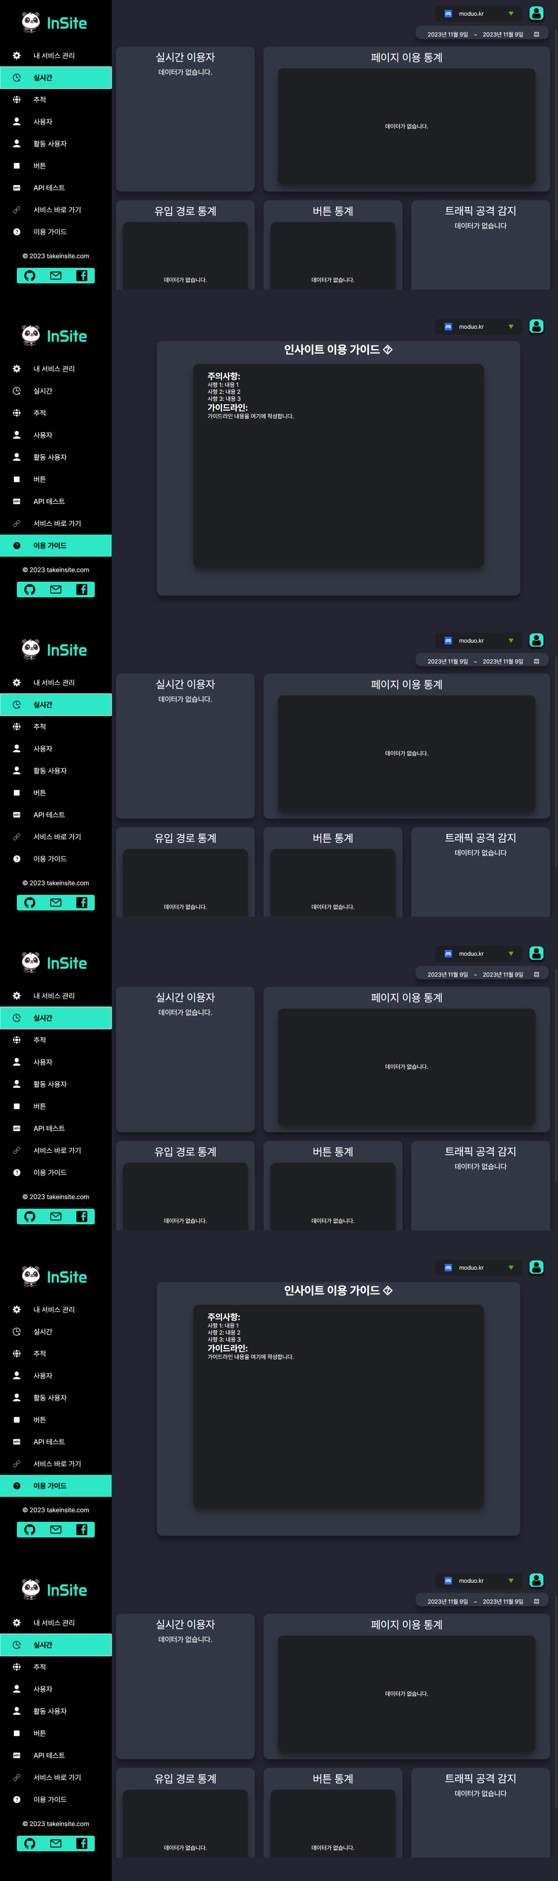 InSite
내 서비스 관리
실시간
추적
사용자
활동 사용자
버튼
API 테스트
서비스 바로 가기
이용 가이드
© 2023 takeinsite.com
moduo.kr
2023년 11월 9일 ~ 2023년 11월 9일
실시간 이용자
데이터가 없습니다.
페이지 이용 통계
데이터가 없습니다.
유입 경로 통계
데이터가 없습니다.
버튼 통계
데이터가 없습니다.
트래픽 공격 감지
데이터가 없습니다
InSite
내 서비스 관리
실시간
추적
사용자
활동 사용자
버튼
API 테스트
서비스 바로 가기
이용 가이드
© 2023 takeinsite.com
moduo.kr
인사이트 이용 가이드
주의사항:
사항 1: 내용 1
사항 2: 내용 2
사항 3: 내용 3
가이드라인:
가이드라인 내용을 여기에 작성합니다.
InSite
내 서비스 관리
실시간
추적
사용자
활동 사용자
버튼
API 테스트
서비스 바로 가기
이용 가이드
© 2023 takeinsite.com
moduo.kr
2023년 11월 9일 ~ 2023년 11월 9일
실시간 이용자
데이터가 없습니다.
페이지 이용 통계
데이터가 없습니다.
유입 경로 통계
데이터가 없습니다.
버튼 통계
데이터가 없습니다.
트래픽 공격 감지
데이터가 없습니다
InSite
내 서비스 관리
실시간
추적
사용자
활동 사용자
버튼
API 테스트
서비스 바로 가기
이용 가이드
© 2023 takeinsite.com
moduo.kr
2023년 11월 9일 ~ 2023년 11월 9일
실시간 이용자
데이터가 없습니다.
페이지 이용 통계
데이터가 없습니다.
유입 경로 통계
데이터가 없습니다.
버튼 통계
데이터가 없습니다.
트래픽 공격 감지
데이터가 없습니다
InSite
내 서비스 관리
실시간
추적
사용자
활동 사용자
버튼
API 테스트
서비스 바로 가기
이용 가이드
© 2023 takeinsite.com
moduo.kr
인사이트 이용 가이드
주의사항:
사항 1: 내용 1
사항 2: 내용 2
사항 3: 내용 3
가이드라인:
가이드라인 내용을 여기에 작성합니다.
InSite
내 서비스 관리
실시간
추적
사용자
활동 사용자
버튼
API 테스트
서비스 바로 가기
이용 가이드
© 2023 takeinsite.com
moduo.kr
2023년 11월 9일 ~ 2023년 11월 9일
실시간 이용자
데이터가 없습니다.
페이지 이용 통계
데이터가 없습니다.
유입 경로 통계
데이터가 없습니다.
버튼 통계
데이터가 없습니다.
트래픽 공격 감지
데이터가 없습니다